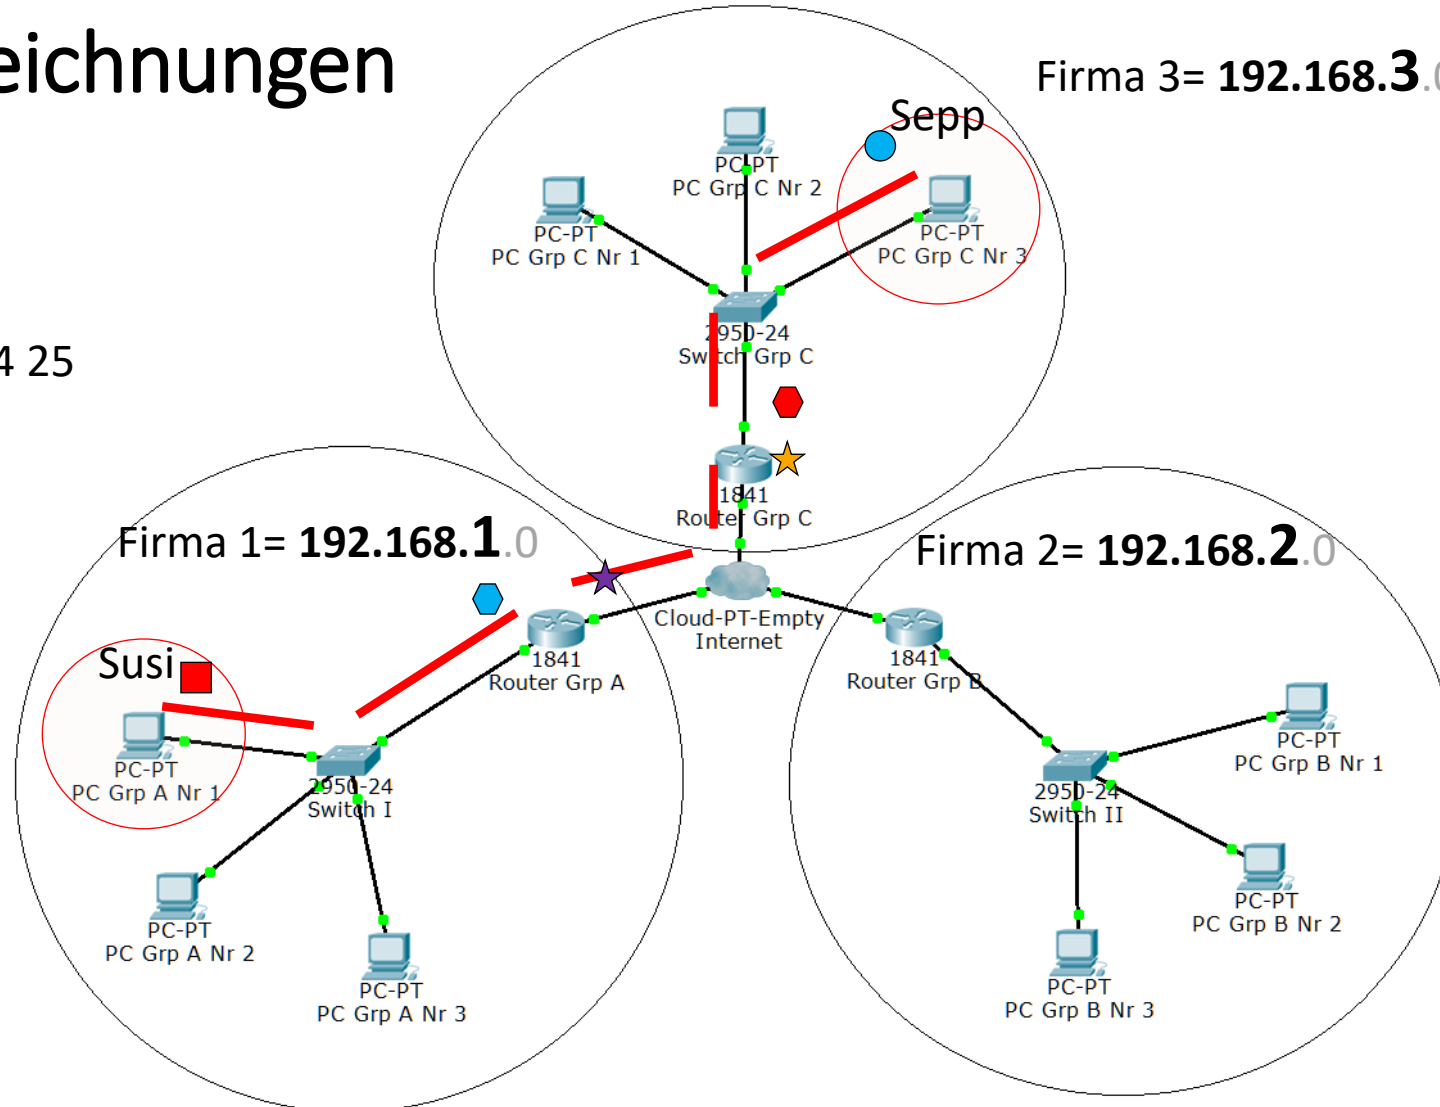 eichnungen
Firma 3= 192.168.3.0
Sepp
PC-PT
PC Grp C Nr 2
PC-PT
PC Grp C Nr 1
PC-PT
PC Grp C Nr 3
2950-24
Switch Grp C
4 25
1841
Router Grp C
Firma 1= 192.168.1.0
Firma 2= 192.168.2.0
Cloud-PT-Empty
Internet
Susi
1841
Router Grp A
1841
Router Grp B
PC-PT
PC Grp A Nr 1
2950-24
Switch I
PC-PT
PC Grp B Nr 1
2950-24
Switch II
PC-PT
PC Grp A Nr 2
PC-PT
PC Grp B Nr 2
PC-PT
PC Grp A Nr 3
PC-PT
PC Grp B Nr 3